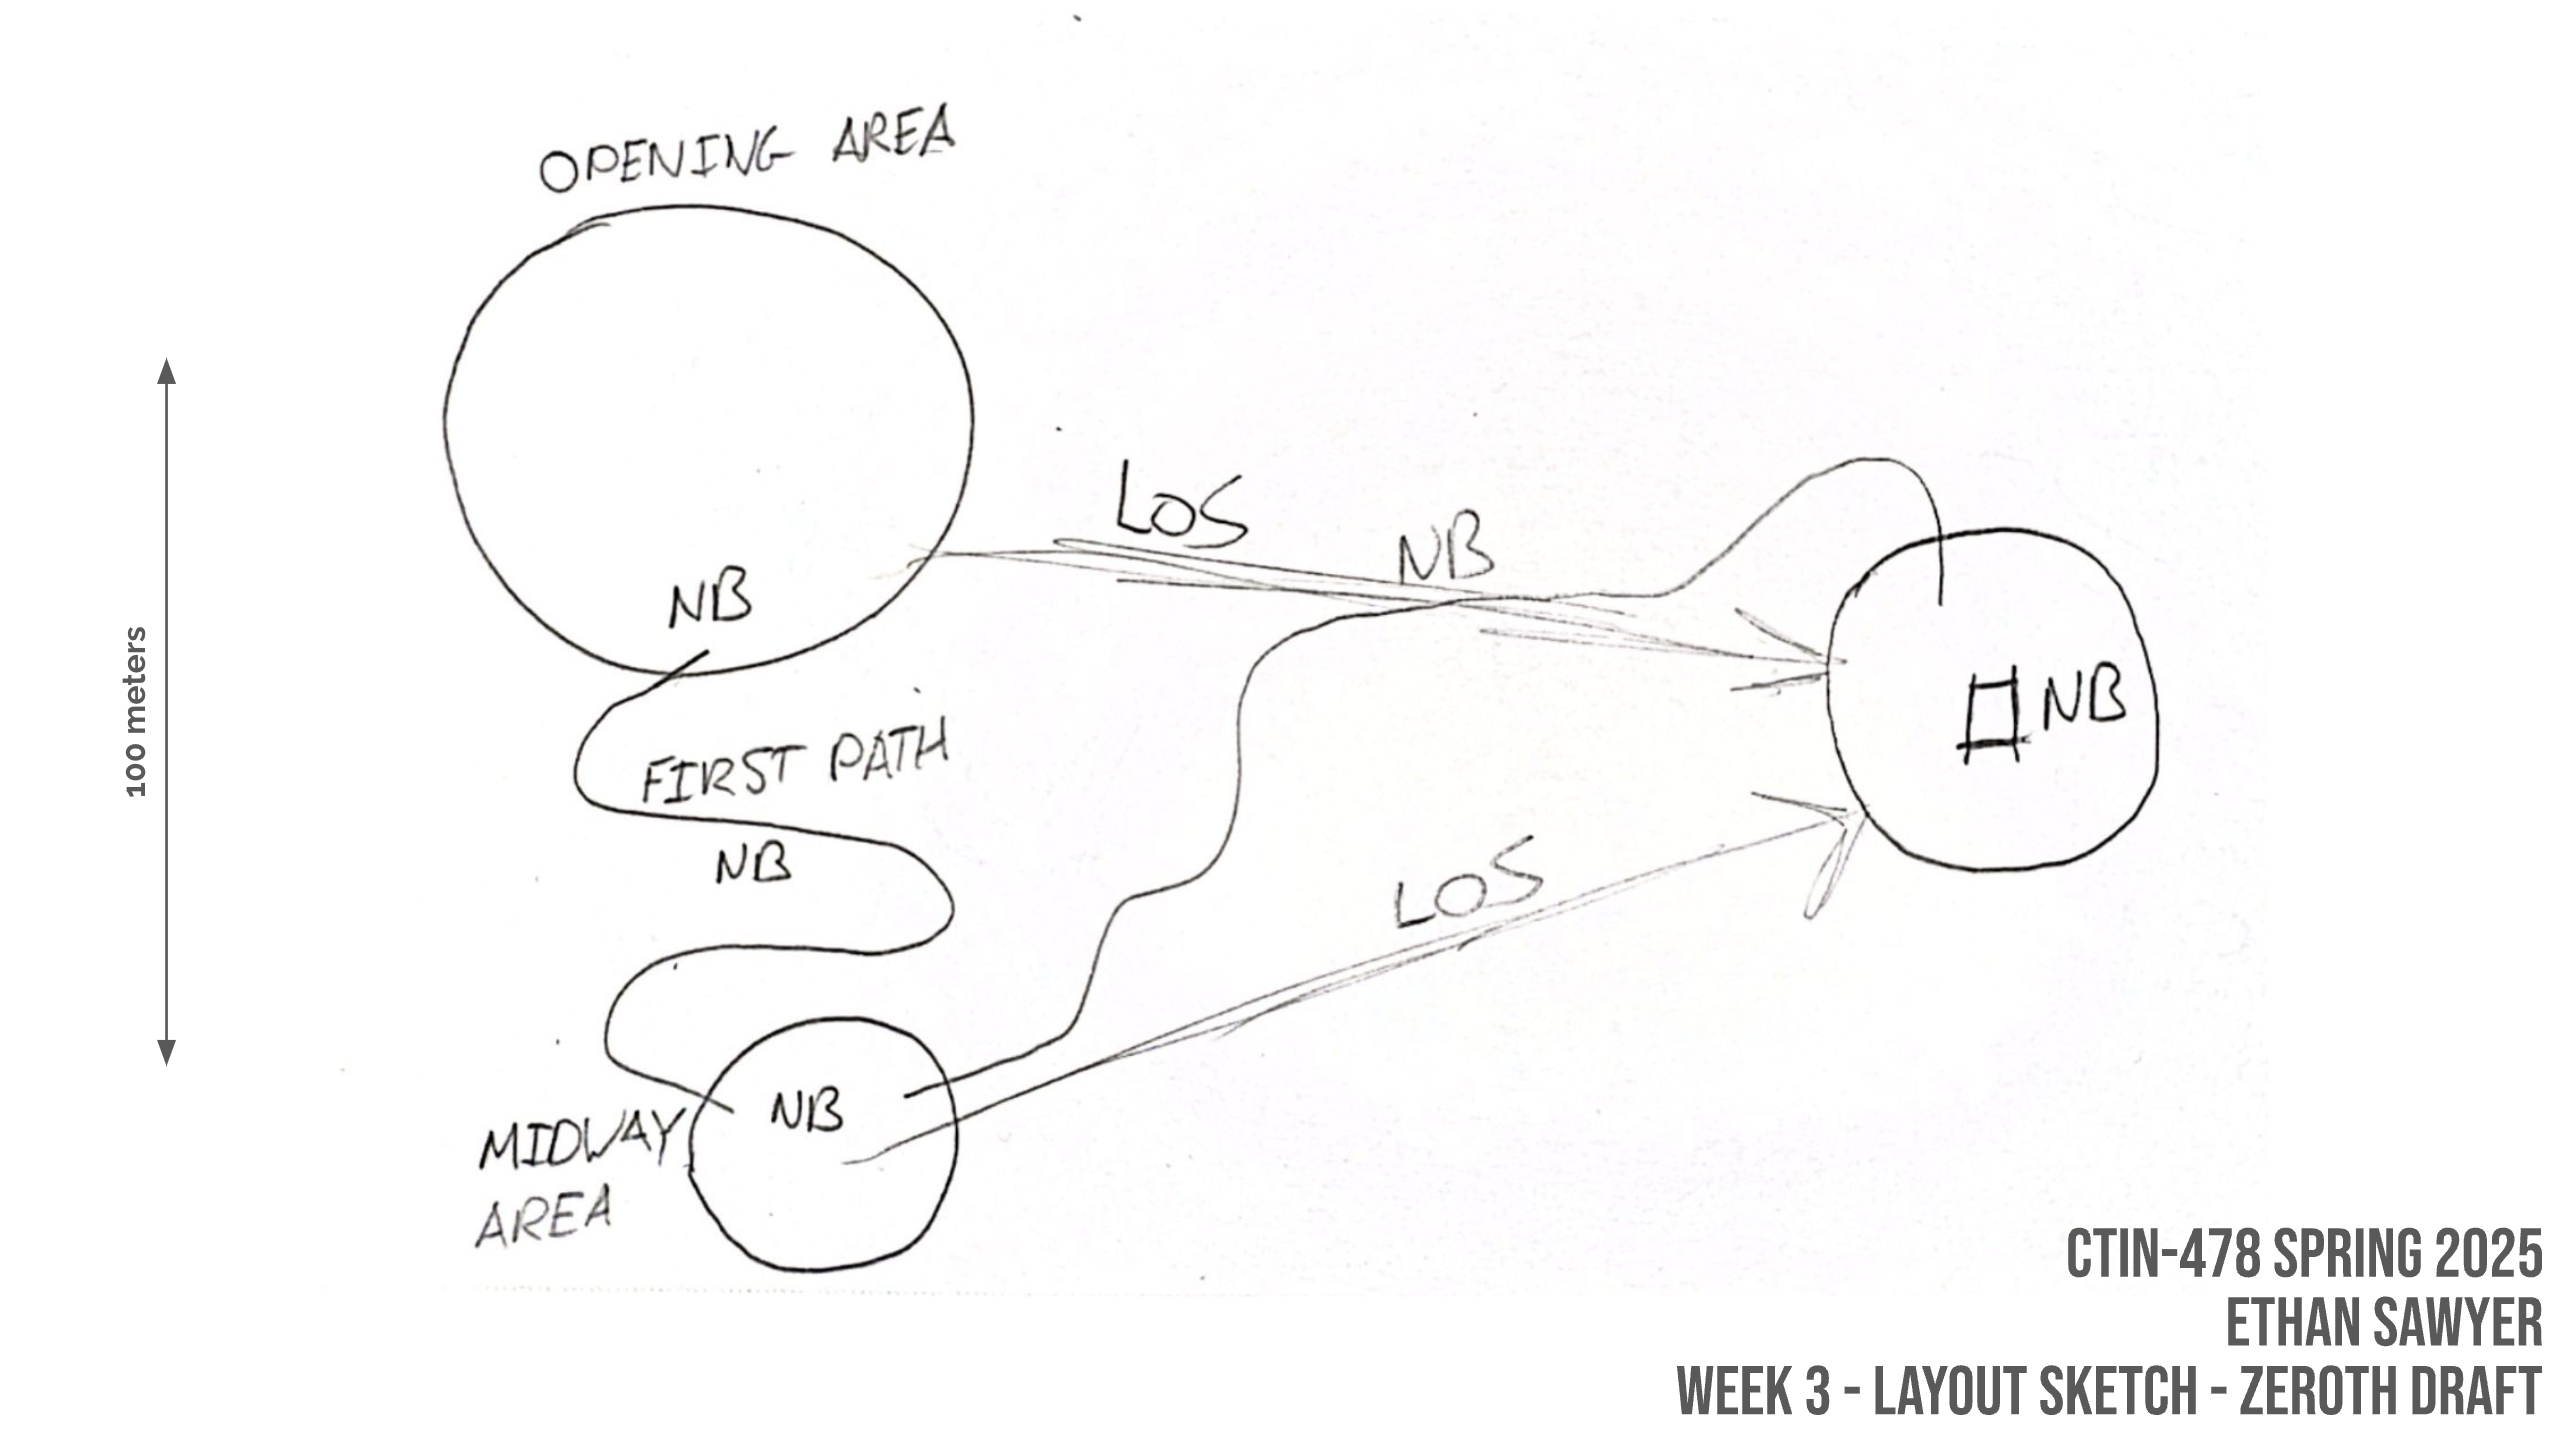 OPENING AREA
LOS
NB
NB
100 meters
FIRST PATH
NB
NB
LOS
NB
MIDWAY
AREA
CTIN-478 SPRING 2025
ETHAN SAWYER
WEEK 3 - LAYOUT SKETCH - ZEROTH DRAFT